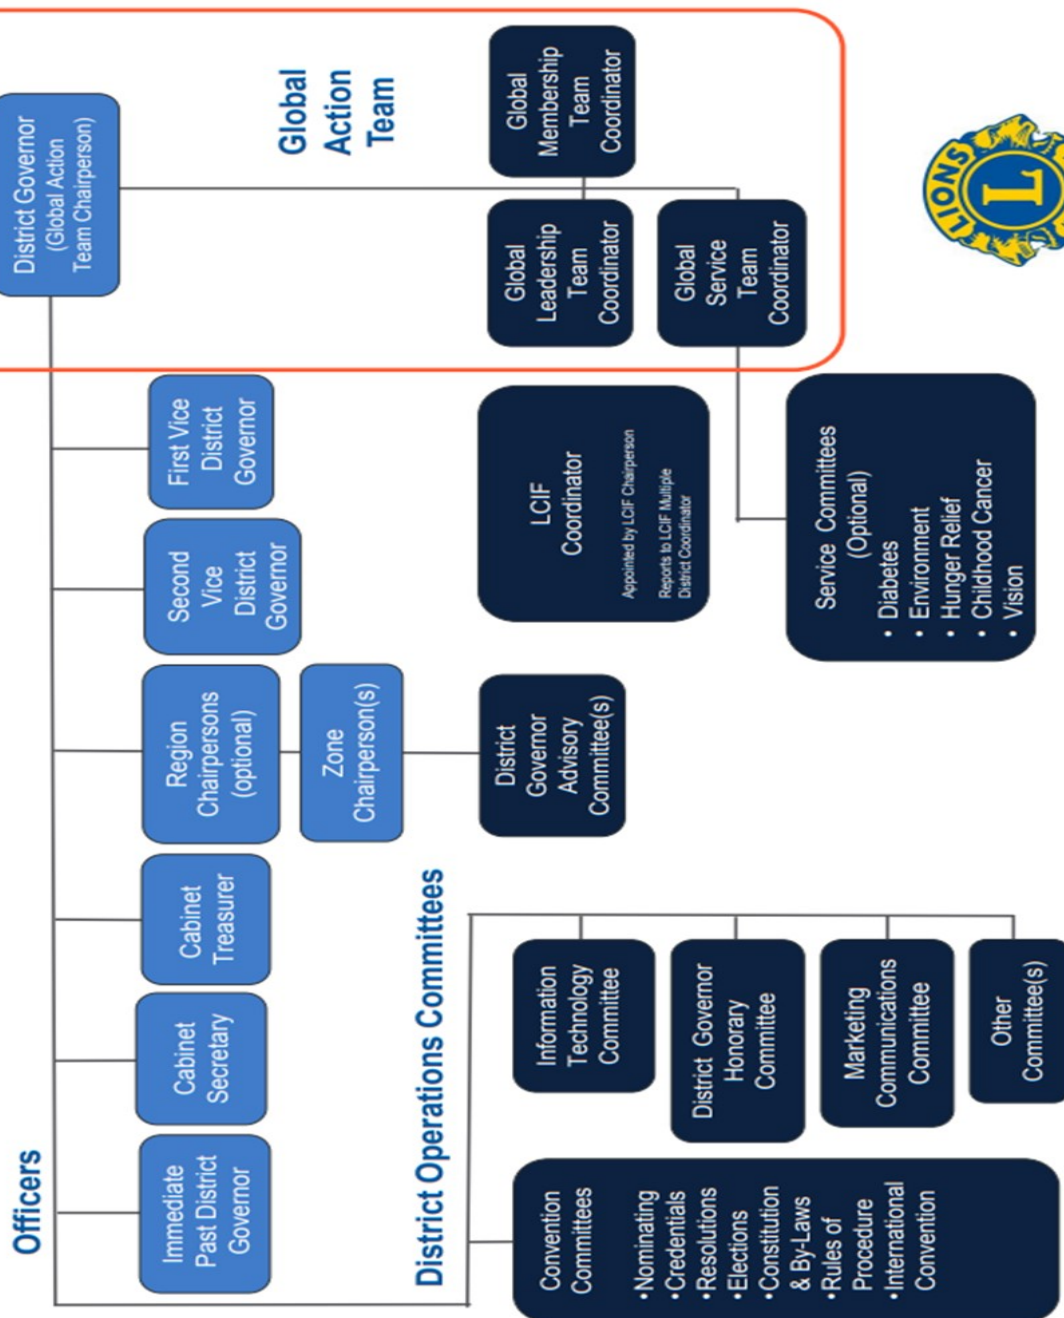 Officers
District Governor
(Global Action
Team Chairperson)
Immediate
Past District
Governor
Cabinet
Secretary
Cabinet
Treasurer
Region
Chairpersons
(optional)
Second
Vice
District
Governor
First Vice
District
Governor
Zone
Chairperson(s)
Global
Action
Team
District Operations Committees
District
Governor
Advisory
Committee(s)
LCIF
Coordinator
Appointed by LCIF Chairperson
Reports to LCIF Multiple
District Coordinator
Global
Leadership
Team
Coordinator
Global
Membership
Team
Coordinator
Global
Service
Team
Coordinator
Convention
Committees
•Nominating
•Credentials
•Resolutions
•Elections
•Constitution
& By-Laws
•Rules of
Procedure
•International
Convention
Information
Technology
Committee
District Governor
Honorary
Committee
Marketing
Communications
Committee
Other
Committee(s)
Service Committees
(Optional)
• Diabetes
• Environment
• Hunger Relief
• Childhood Cancer
• Vision
LIONS
L